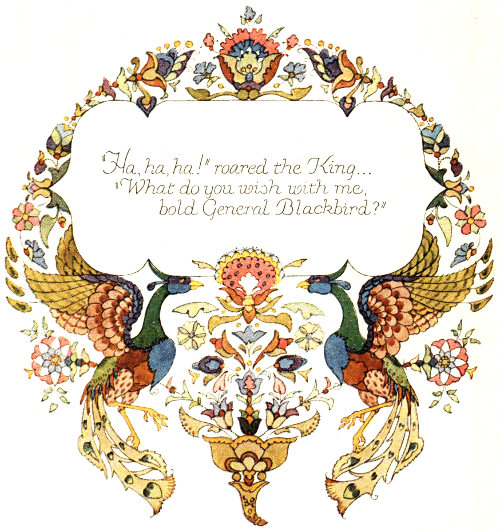 "Ha, ha, ha!" roared the King...
"What do you wish with me,
bold General Blackbird?"